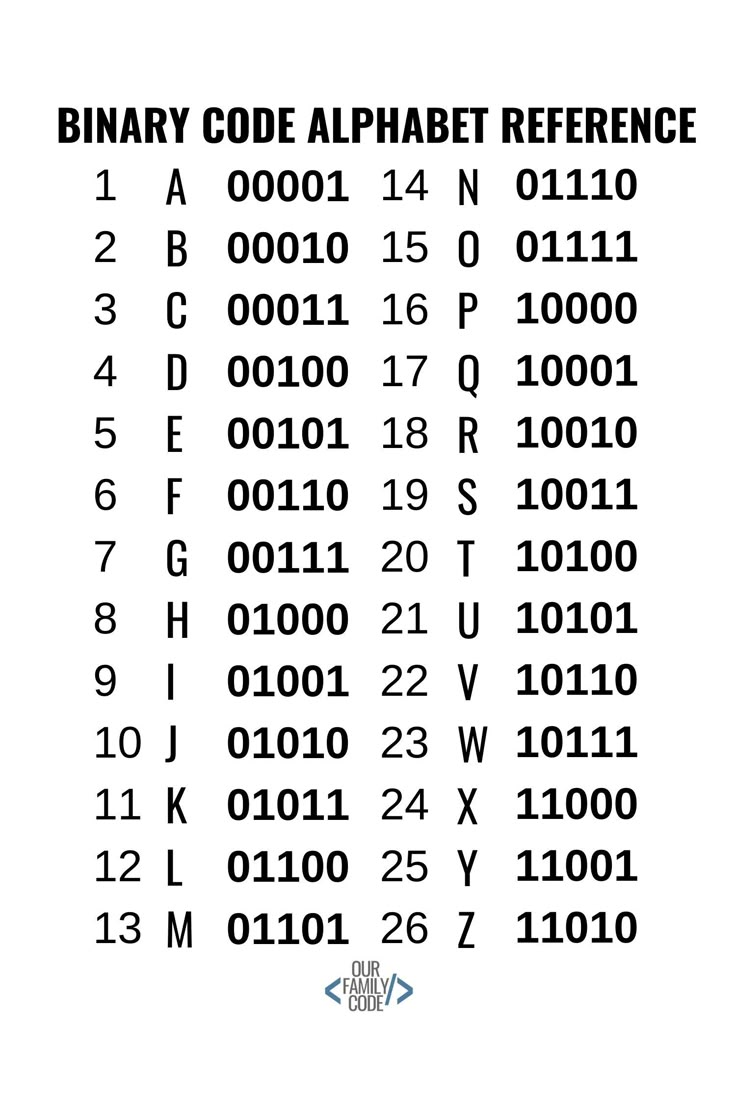 BINARY CODE ALPHABET REFERENCE
1 A 00001 14 N 01110
2 B 00010 15 O 01111
3 C 00011 16 P 10000
4 D 00100 17 Q 10001
5 E 00101 18 R 10010
6 F 00110 19 S 10011
7 G 00111 20 T 10100
8 H 01000 21 U 10101
9 I 01001 22 V 10110
10 J 01010 23 W 10111
11 K 01011 24 X 11000
12 L 01100 25 Y 11001
13 M 01101 26 Z 11010
OUR
<FAMILY/>
CODE